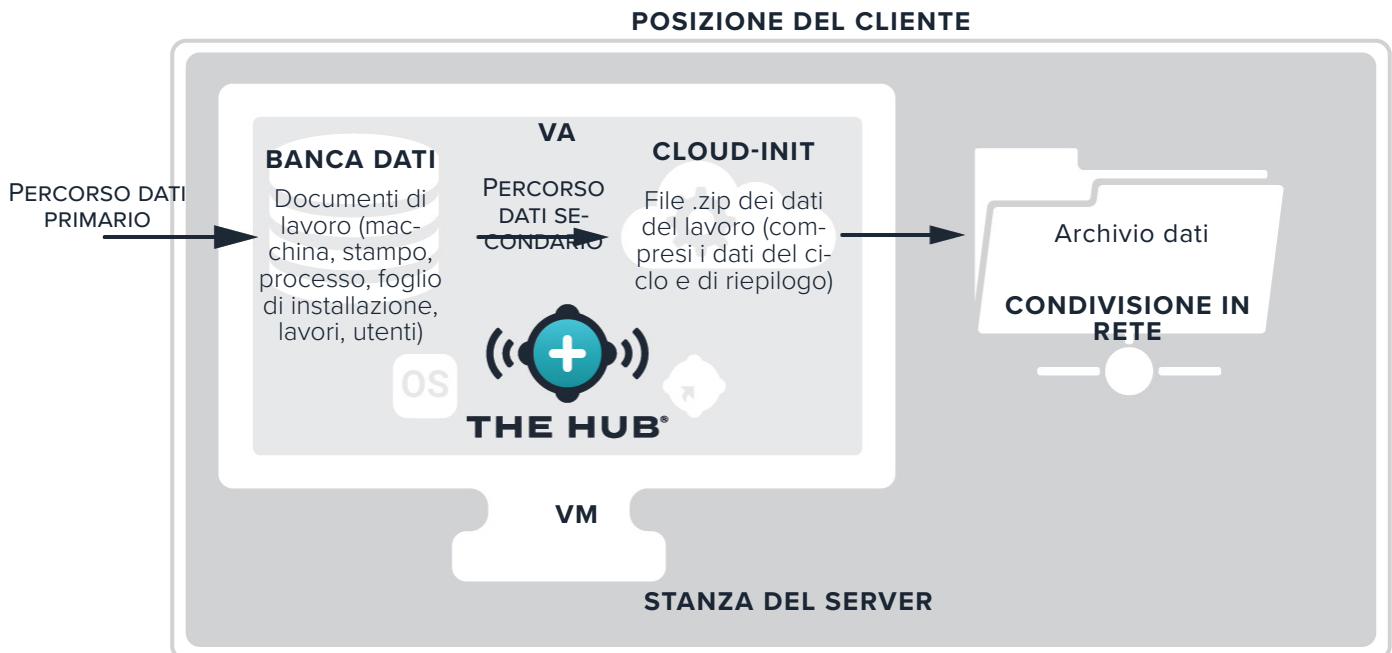 POSIZIONE DEL CLIENTE
VA
BANCA DATI
Documenti di
lavoro (mac-
china, stampo,
processo, foglio
di installazione,
lavori, utenti)
PERCORSO DATI
PRIMARIO
PERCORSO
DATI SE-
CONDARIO
CLOUD-INIT
File .zip dei dati
del lavoro (com-
presi i dati del ci-
clo e di riepilogo)
Archivio dati
CONDIVISIONE IN
RETE
OS
THE HUB®
VM
STANZA DEL SERVER